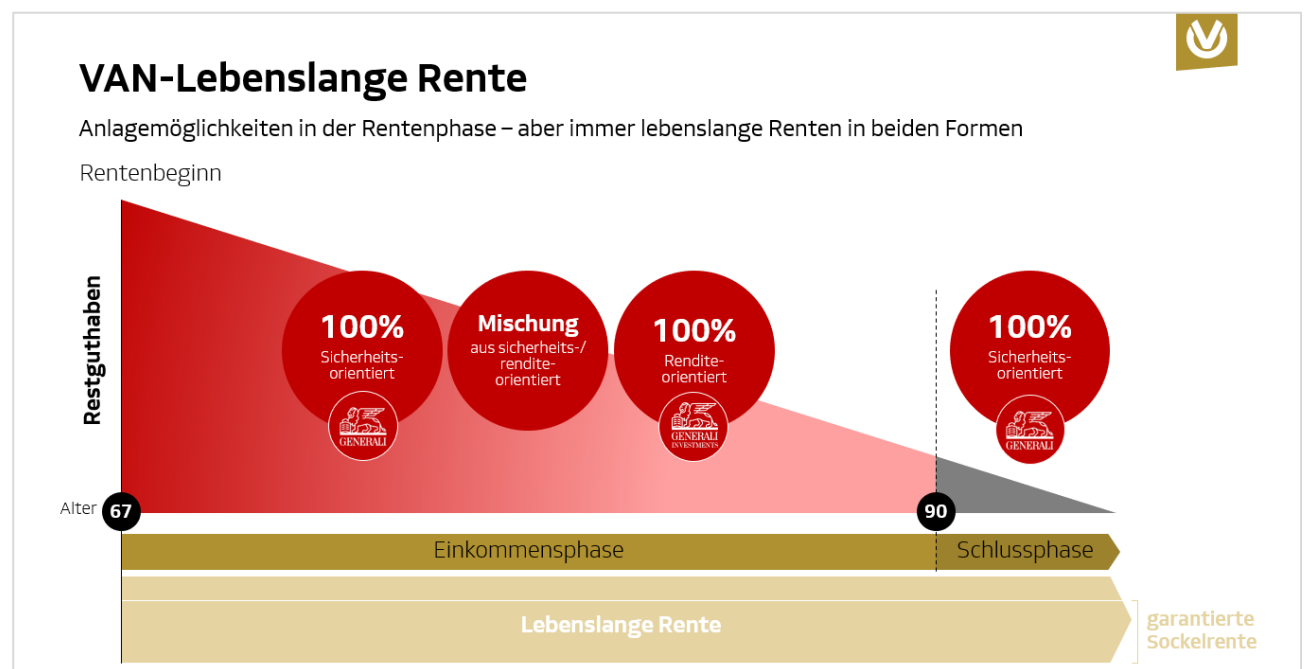 VAN-Lebenslange Rente
Anlagemöglichkeiten in der Rentenphase – aber immer lebenslange Renten in beiden Formen
Rentenbeginn
Restguthaben
100%
Sicherheits-
orientiert
GENERALI
Mischung
aus sicherheits-/
rendite-
orientiert
100%
Rendite-
orientiert
GENERALI
INVESTMENTS
100%
Sicherheits-
orientiert
GENERALI
Alter
67
90
Einkommensphase
Schlussphase
Lebenslange Rente
garantierte
Sockelrente